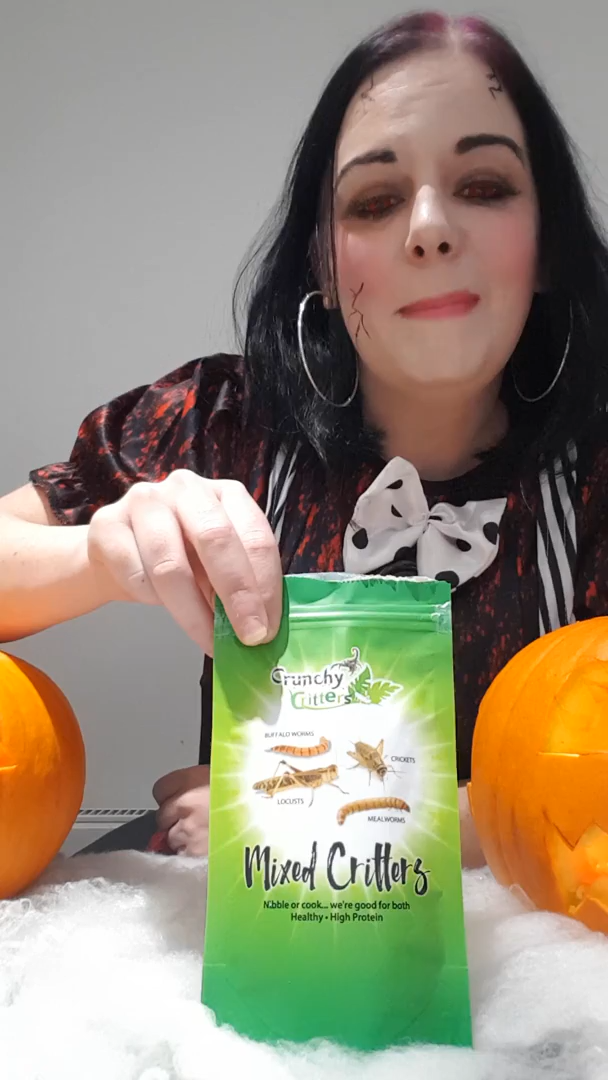 Crunchy
Critters
BUFFALO WORMS
CRICKETS
LOCUSTS
MEALWORMS
Mixed Critters
Nibble or cook... we're good for both
Healthy • High Protein